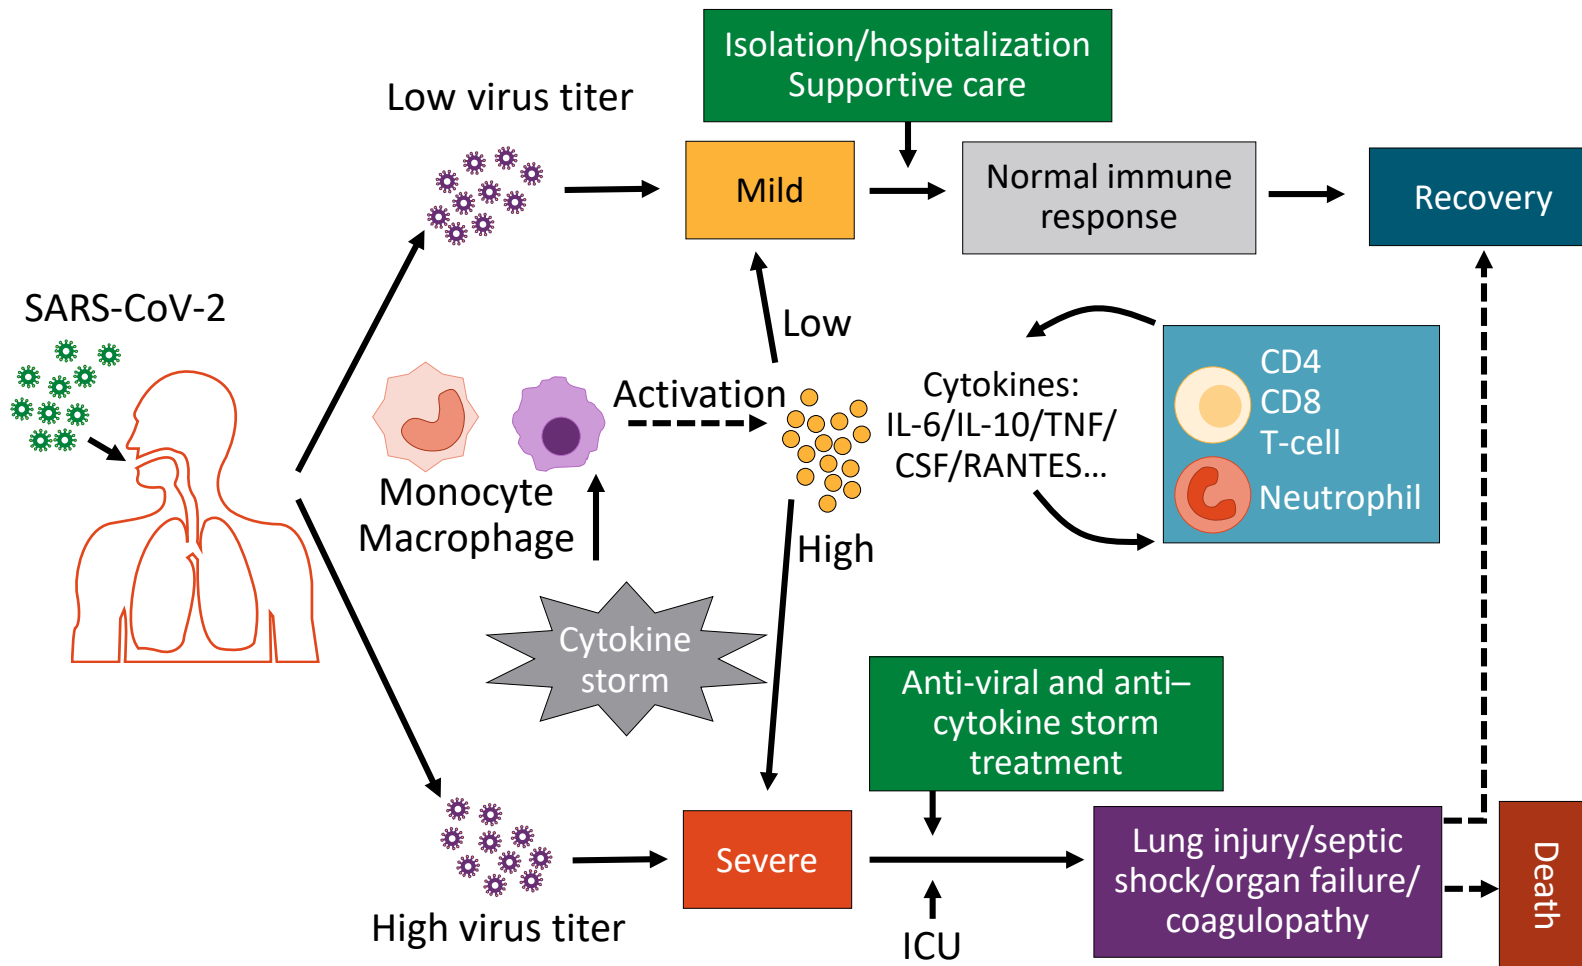 Isolation/hospitalization
Supportive care
Low virus titer
Mild
Normal immune
response
Recovery
SARS-CoV-2
Low
Activation
Cytokines:
IL-6/IL-10/TNF/
CSF/RANTES...
CD4
CD8
T-cell
Neutrophil
Monocyte
Macrophage
High
Cytokine
storm
Anti-viral and anti–
cytokine storm
treatment
Severe
Lung injury/septic
shock/organ failure/
coagulopathy
Death
High virus titer
ICU